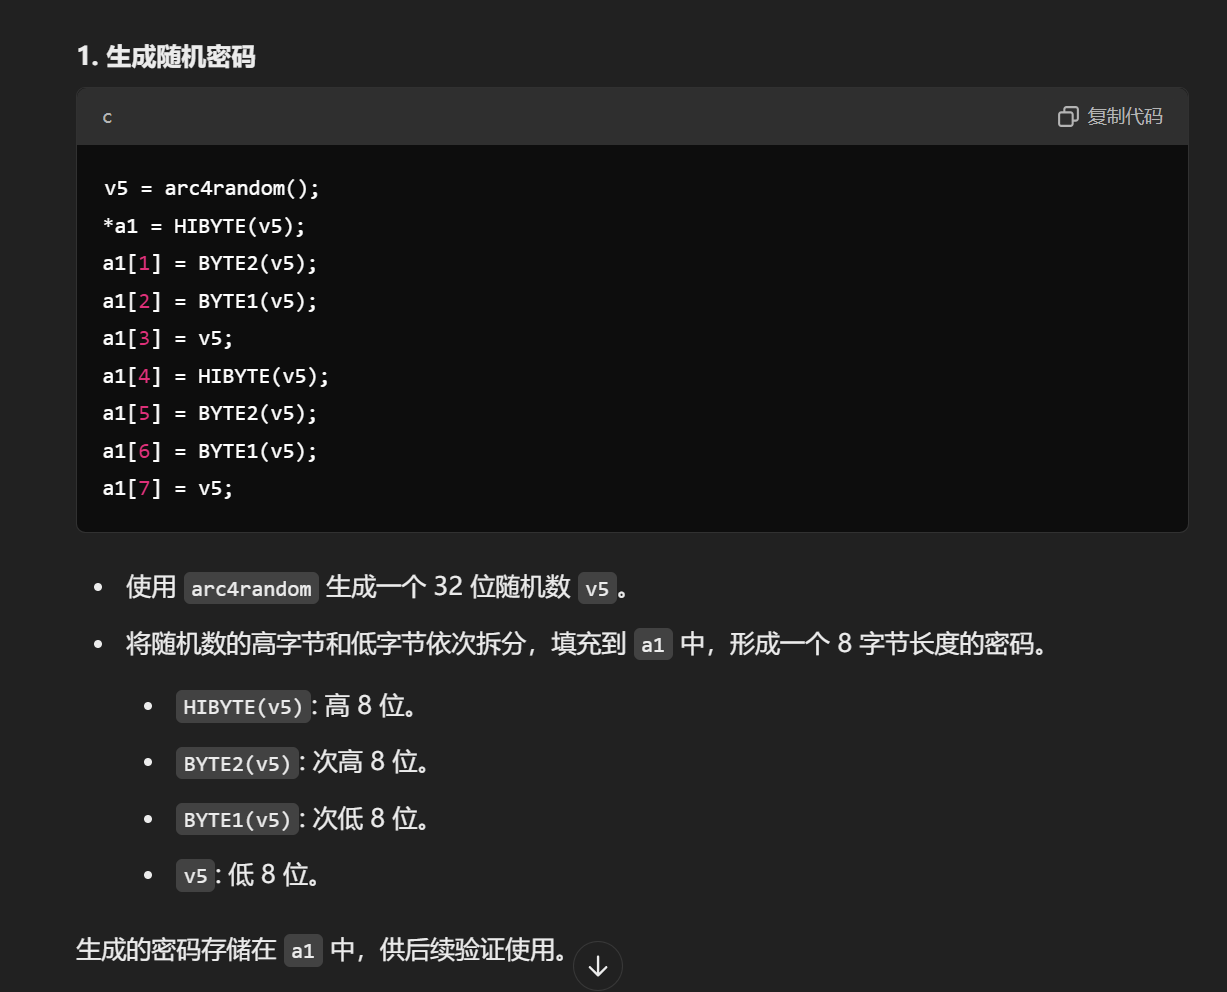 1. 生成随机密码
c 复制代码
v5 = arc4random();
*a1 = HIBYTE(v5);
a1[1] = BYTE2(v5);
a1[2] = BYTE1(v5);
a1[3] = v5;
a1[4] = HIBYTE(v5);
a1[5] = BYTE2(v5);
a1[6] = BYTE1(v5);
a1[7] = v5;
• 使用 arc4random 生成一个 32 位随机数 v5。
• 将随机数的高字节和低字节依次拆分，填充到 a1 中，形成一个 8 字节长度的密码。
• HIBYTE(v5): 高 8 位。
• BYTE2(v5): 次高 8 位。
• BYTE1(v5): 次低 8 位。
• v5: 低 8 位。
生成的密码存储在 a1 中，供后续验证使用。